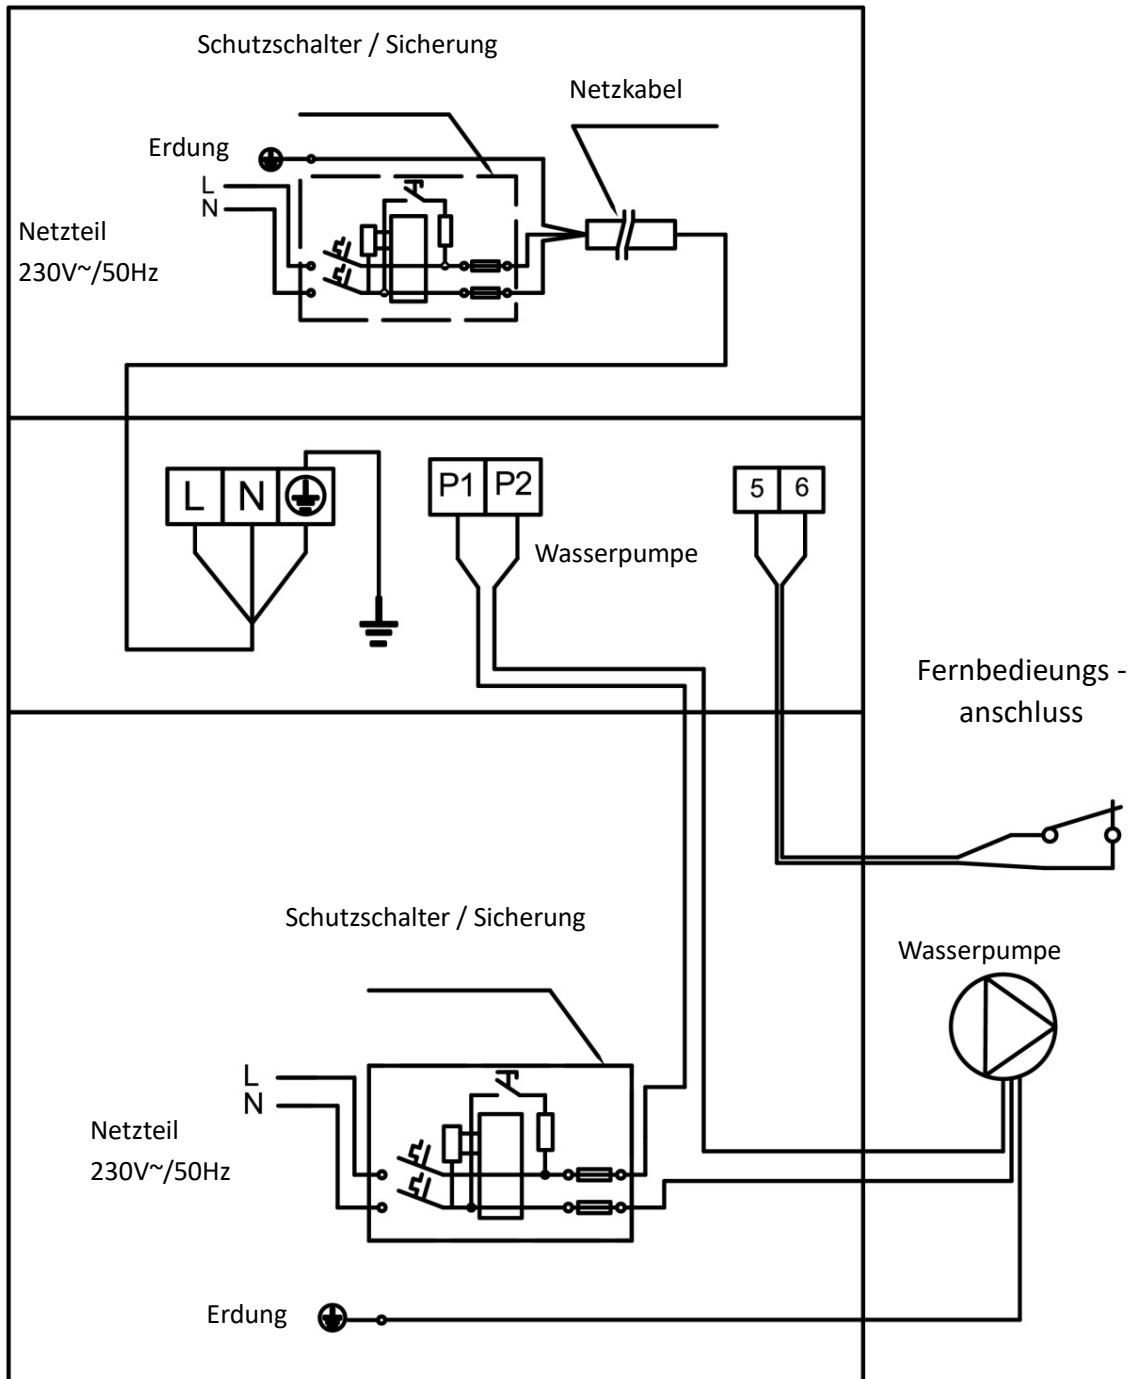 Schutzschalter / Sicherung
Netzkabel
Erdung
L
N
Netzteil
230V~/50Hz
L N
P1 P2
5 6
Wasserpumpe
Fernbedieungs -
anschluss
Schutzschalter / Sicherung
Wasserpumpe
L
N
Netzteil
230V~/50Hz
Erdung